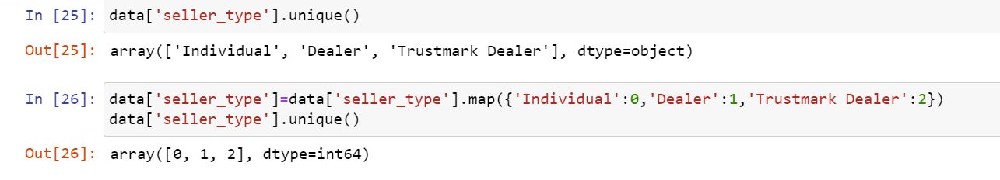 In [25]: data['seller_type'].unique()
Out[25]: array(['Individual', 'Dealer', 'Trustmark Dealer'], dtype=object)
In [26]: data['seller_type']=data['seller_type'].map({'Individual':0,'Dealer':1,'Trustmark Dealer':2})
data['seller_type'].unique()
Out[26]: array([0, 1, 2], dtype=int64)